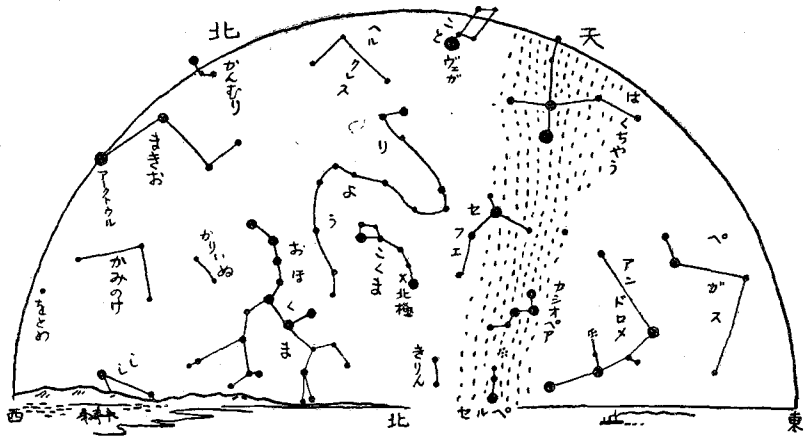 北天
こと
ヴェガ
ヘルクレス
かんむり
まきお
アークトゥル
はくちゃう
りよう
こくま
×北極
おほくま
かりいぬ
かみのけ
をとめ
しし
セフェ
カシオペア
アンドロメ
ペガス
きりん
ペルセ
西
北
東